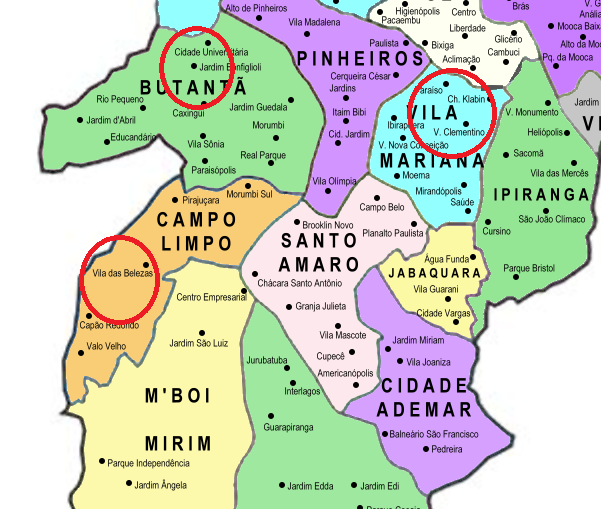 Alto de Pinheiros
Higienópolis
Pacaembu
Centro
Brás
Mooca Baixa
Vila Madalena
Liberdade
Glicério
Cambuci
Alto da Mo
Pq. da Mooca
Paulista
Bixiga
Aclimação
Cidade Universitária
Jardim Bonfiglioli
BUTANTÃ
PINHEIROS
Cerqueira César
Jardins
Rio Pequeno
Jardim Guedala
Itaim Bibi
Cid. Jardim
Jardim d'Abril
Caxingui
Educandário
Morumbi
Vila Sônia
Real Parque
Paraisópolis
Vila Olimpia
Paraiso
Ch. Klabin
VILA
Ibirapuera
V. Clementino
V. Nova Conceição
MARIANA
Moema
Mirandópolis
Saúde
V. Monumento
Jardim
VI
Heliópolis
Sacomã
Vila das Mercês
IPIRANGA
São João Clímaco
Cursino
Parque Bristol
Pirajuçara
Morumbi Sul
CAMPO
LIMPO
Vila das Belezas
Capão Redondo
Valo Velho
Campo Belo
Brooklin Novo
Planalto Paulista
SANTO
AMARO
Chácara Santo Antônio
Granja Julieta
Vila Mascote
Cupecê
Americanópolis
Água Funda
JABAQUARA
Vila Guarani
Cidade Vargas
Centro Empresarial
Jardim São Luiz
M'BOI
MIRIM
Parque Independência
Jardim Ângela
Jurubatuba
Interlagos
Guarapiranga
Jardim Edda
Jardim Edi
Jardim Miriam
Vila Joaniza
CIDADE
ADEMAR
Balneário São Francisco
Pedreira